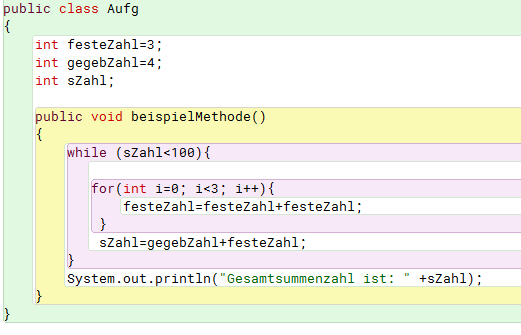 public class Aufg
{
int festeZahl=3;
int gegebZahl=4;
int sZahl;
public void beispielMethode()
{
while (sZahl<100){
for(int i=0; i<3; i++){
festeZahl=festeZahl+festeZahl;
}
sZahl=gegebZahl+festeZahl;
}
System.out.println("Gesamtsummenzahl ist: " +sZahl);
}
}